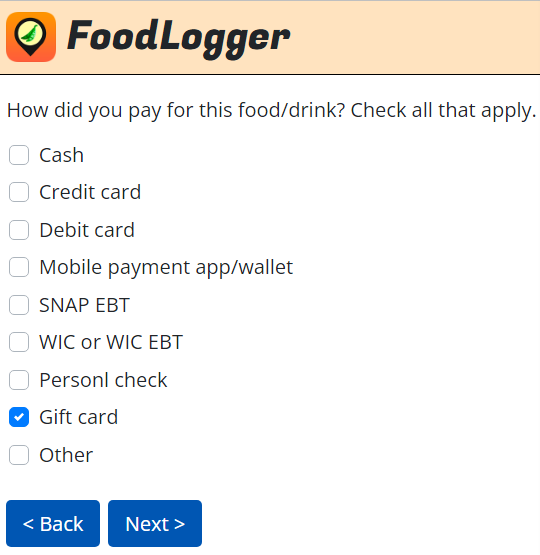 FoodLogger
How did you pay for this food/drink? Check all that apply.
Cash
Credit card
Debit card
Mobile payment app/wallet
SNAP EBT
WIC or WIC EBT
Personl check
Gift card
Other
< Back
Next >